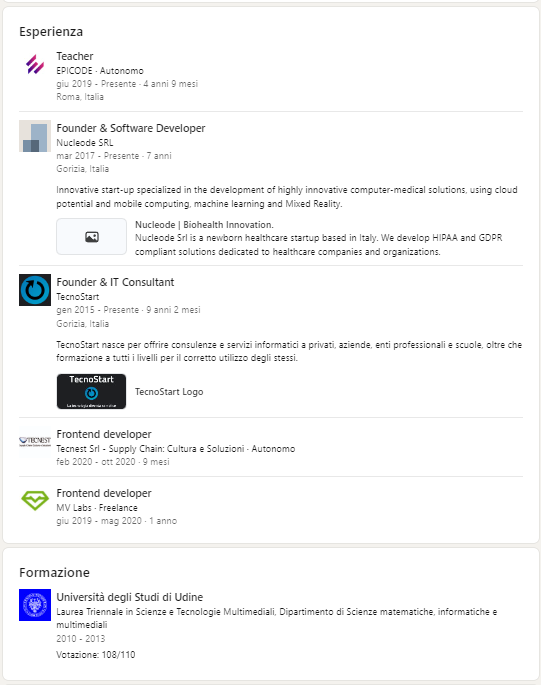 Esperienza
Teacher
EPICODE · Autonomo
giu 2019 - Presente · 4 anni 9 mesi
Roma, Italia
Founder & Software Developer
Nucleode SRL
mar 2017 - Presente · 7 anni
Gorizia, Italia
Innovative start-up specialized in the development of highly innovative computer-medical solutions, using cloud
potential and mobile computing, machine learning and Mixed Reality.
Nucleode | Biohealth Innovation.
Nucleode Srl is a newborn healthcare startup based in Italy. We develop HIPAA and GDPR
compliant solutions dedicated to healthcare companies and organizations.
Founder & IT Consultant
TecnoStart
gen 2015 - Presente · 9 anni 2 mesi
Gorizia, Italia
TecnoStart nasce per offrire consulenze e servizi informatici a privati, aziende, enti professionali e scuole, oltre che
formazione a tutti i livelli per il corretto utilizzo degli stessi.
TecnoStart
TecnoStart Logo
Frontend developer
TECNEST
Tecnest Srl - Supply Chain: Cultura e Soluzioni · Autonomo
feb 2020 - ott 2020 · 9 mesi
Frontend developer
MV Labs · Freelance
giu 2019 - mag 2020 · 1 anno
Formazione
Università degli Studi di Udine
Laurea Triennale in Scienze e Tecnologie Multimediali, Dipartimento di Scienze matematiche, informatiche e
multimediali
2010 - 2013
Votazione: 108/110